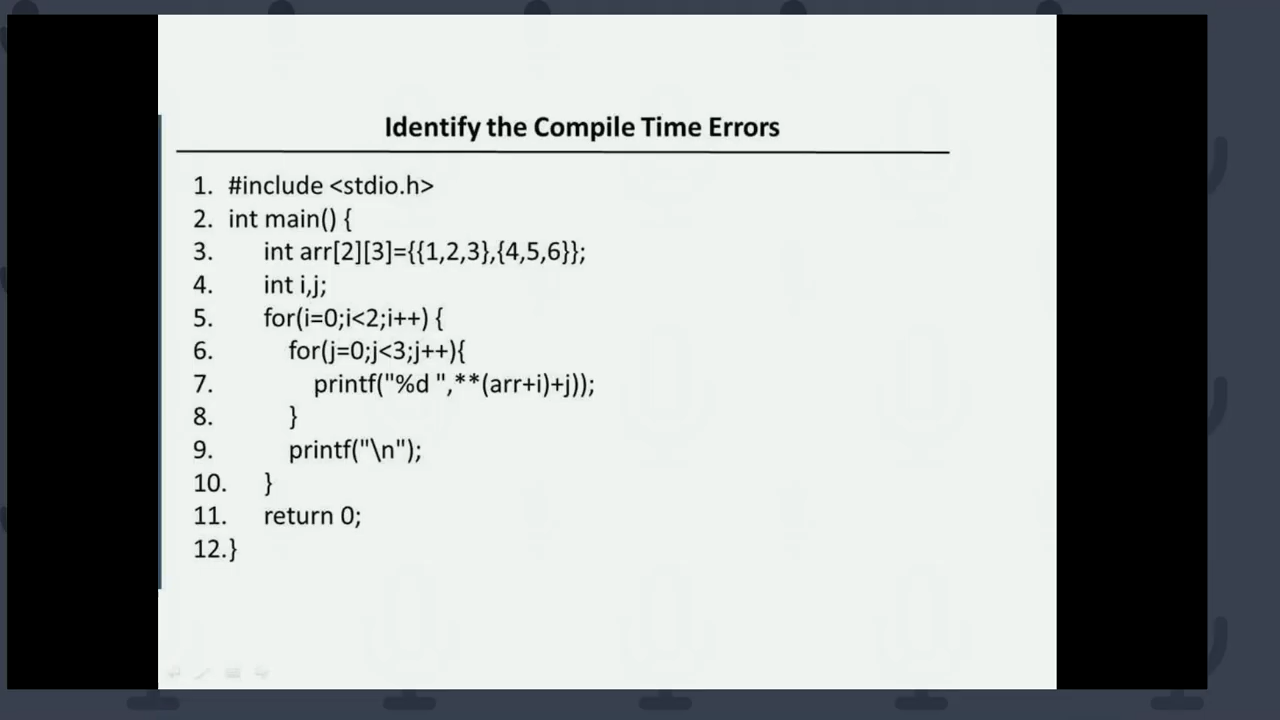 Identify the Compile Time Errors
1. #include <stdio.h>
2. int main() {
3. int arr[2][3]={{1,2,3},{4,5,6}};
4. int i,j;
5. for(i=0;i<2;i++) {
6. for(j=0;j<3;j++){
7. printf("%d ",**(arr+i)+j));
8. }
9. printf("\n");
10. }
11. return 0;
12.}